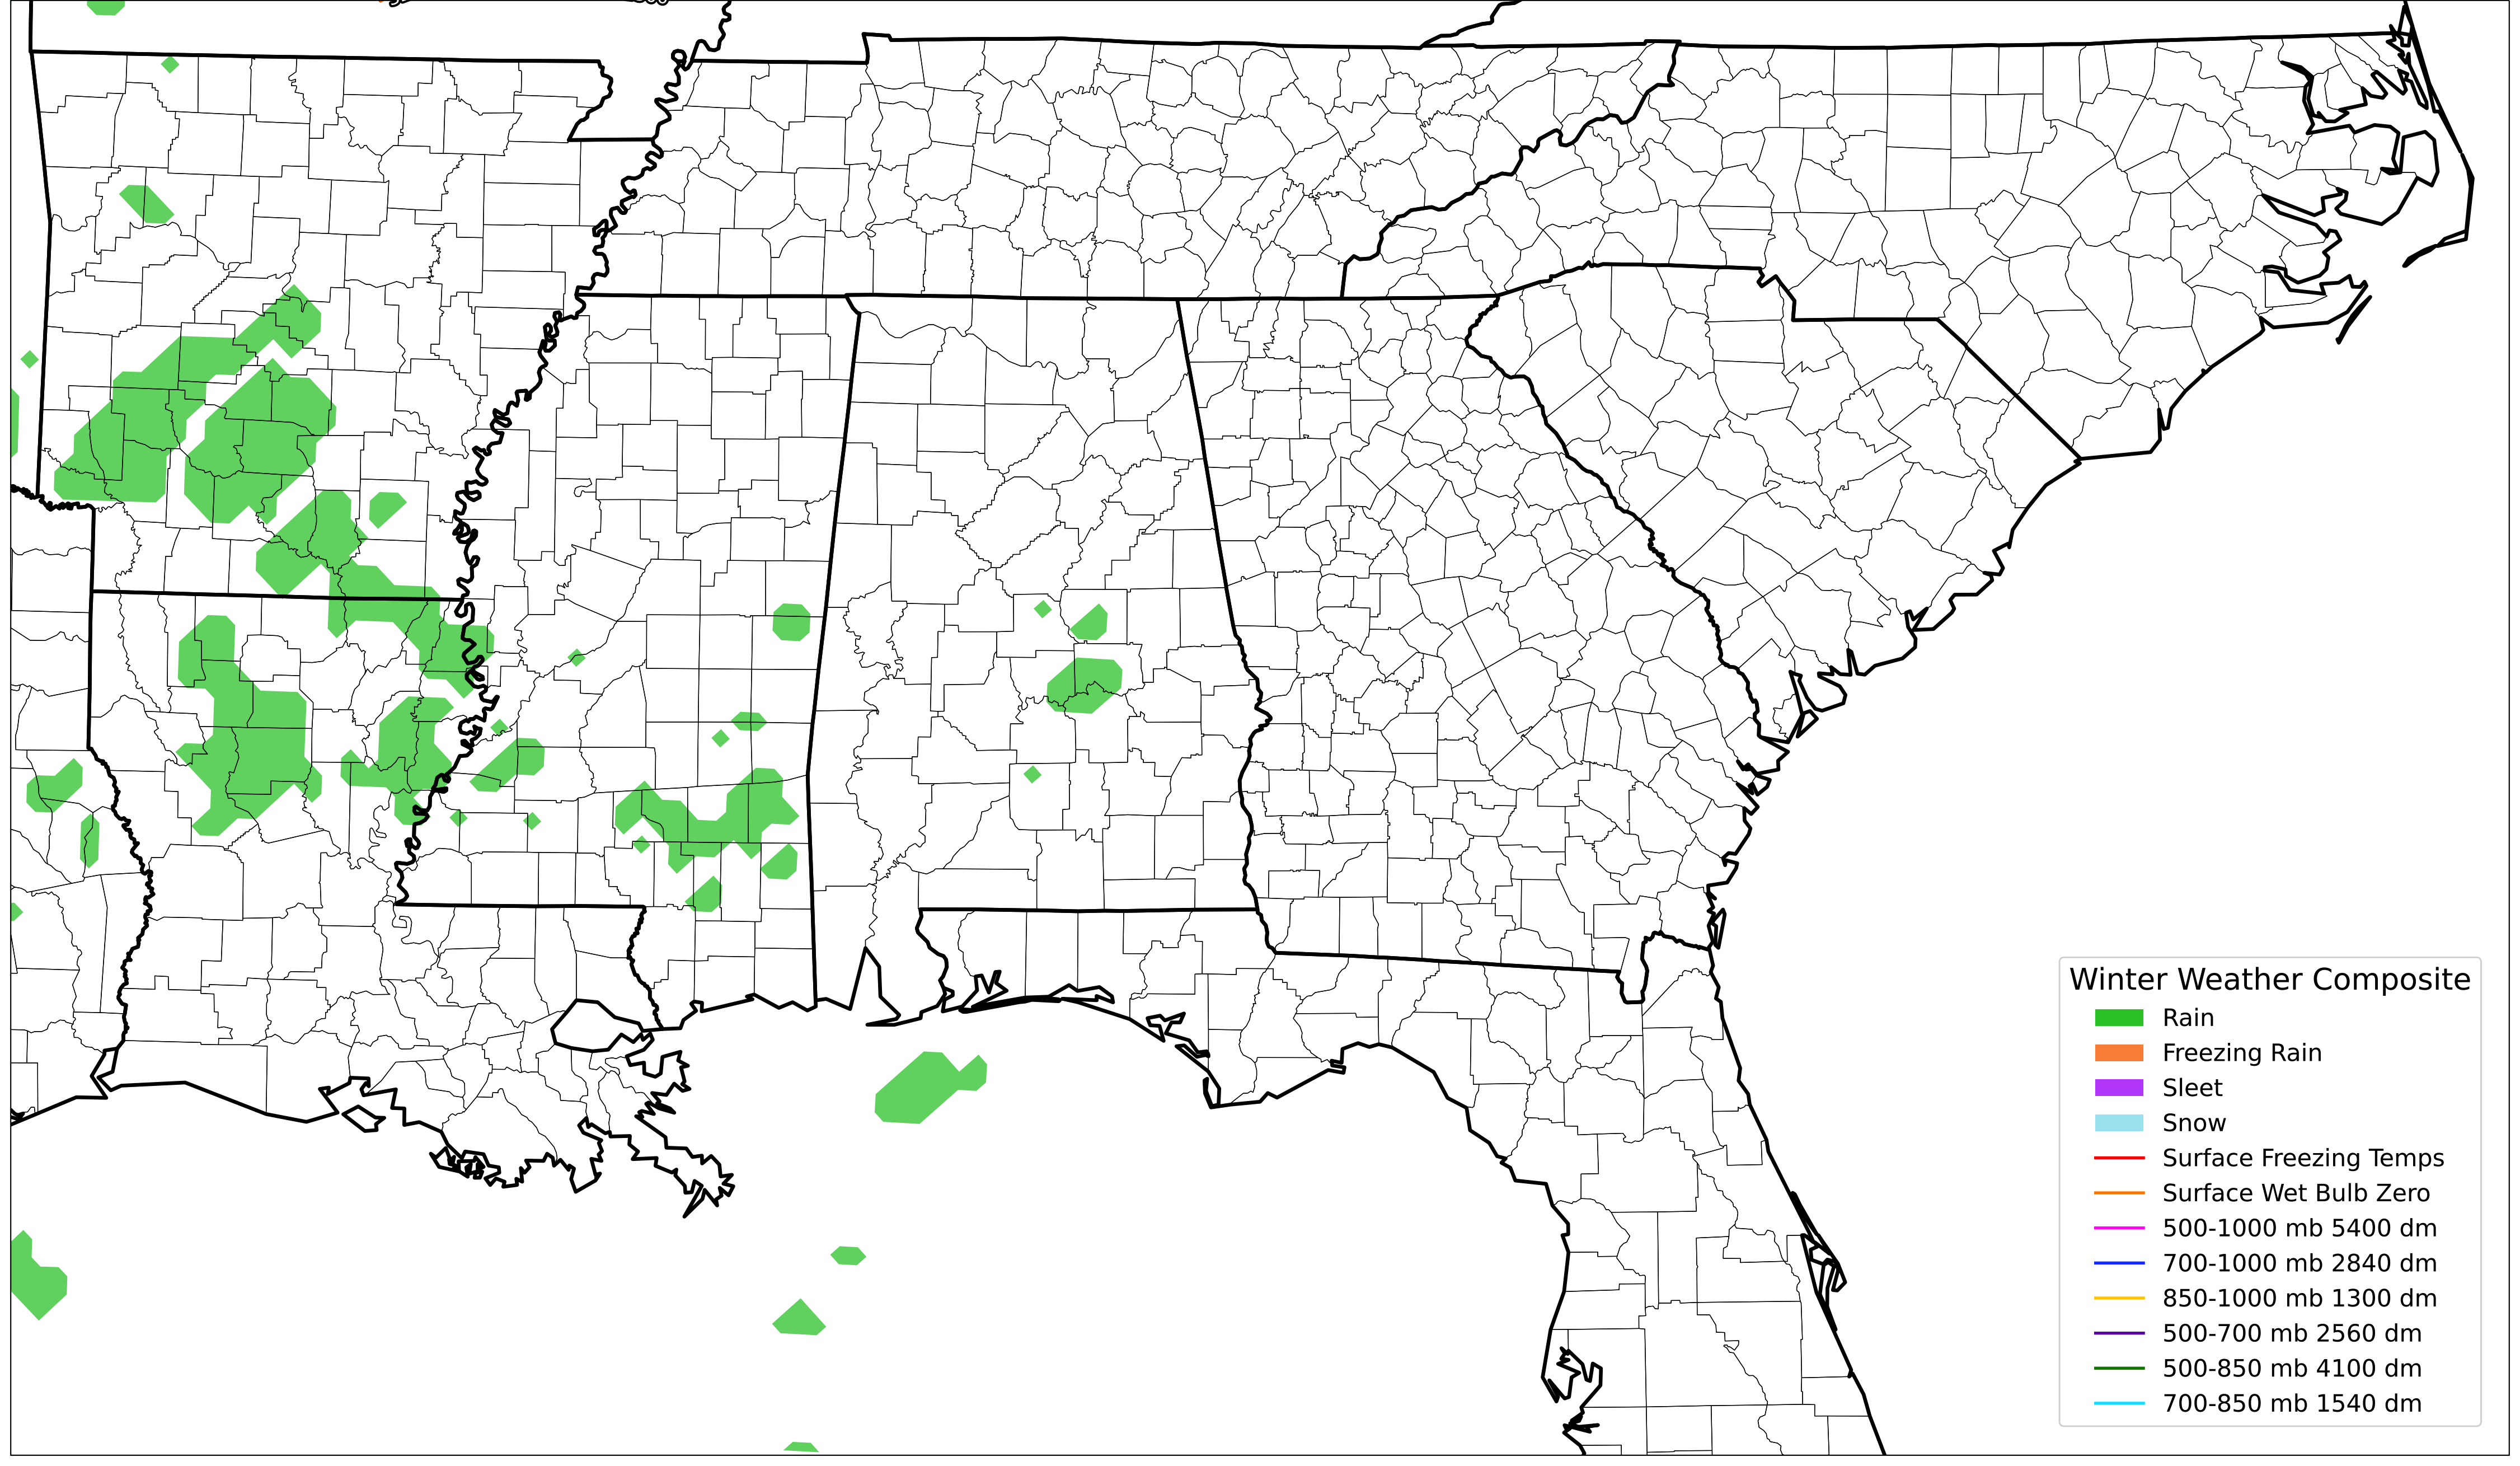 Winter Weather Composite
Rain
Freezing Rain
Sleet
Snow
Surface Freezing Temps
Surface Wet Bulb Zero
500-1000 mb 5400 dm
700-1000 mb 2840 dm
850-1000 mb 1300 dm
500-700 mb 2560 dm
500-850 mb 4100 dm
700-850 mb 1540 dm